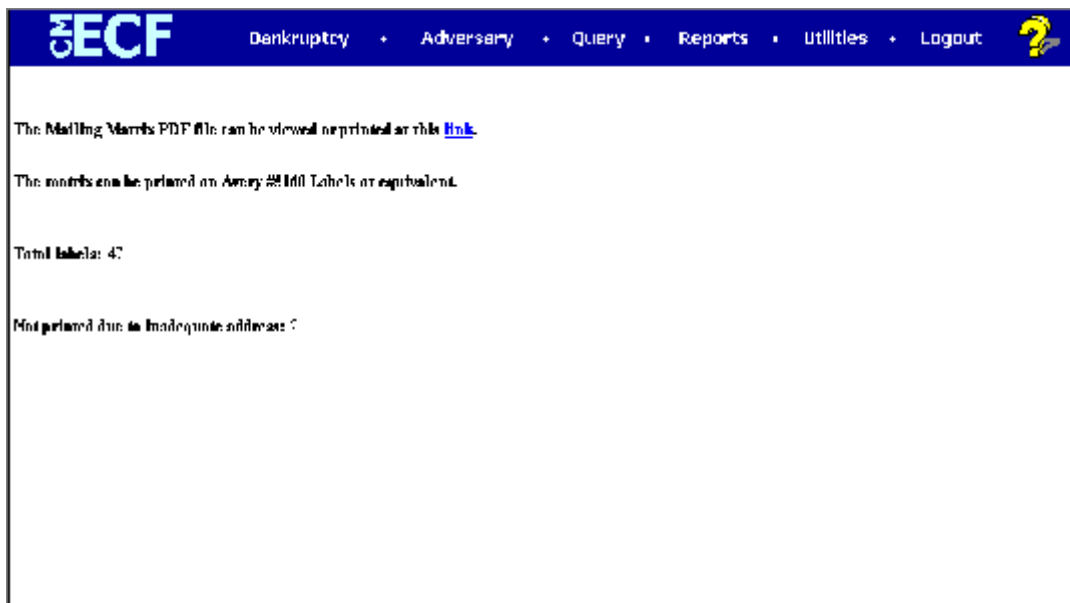 CM ECF Bankruptcy Adversary Query Reports Utilities Logout ?
The Mailing Matrix PDF file can be viewed or printed at this link.
The matrix can be printed on Avery Labels or equivalent.
Total labels:
Not printed due to inadequate address: